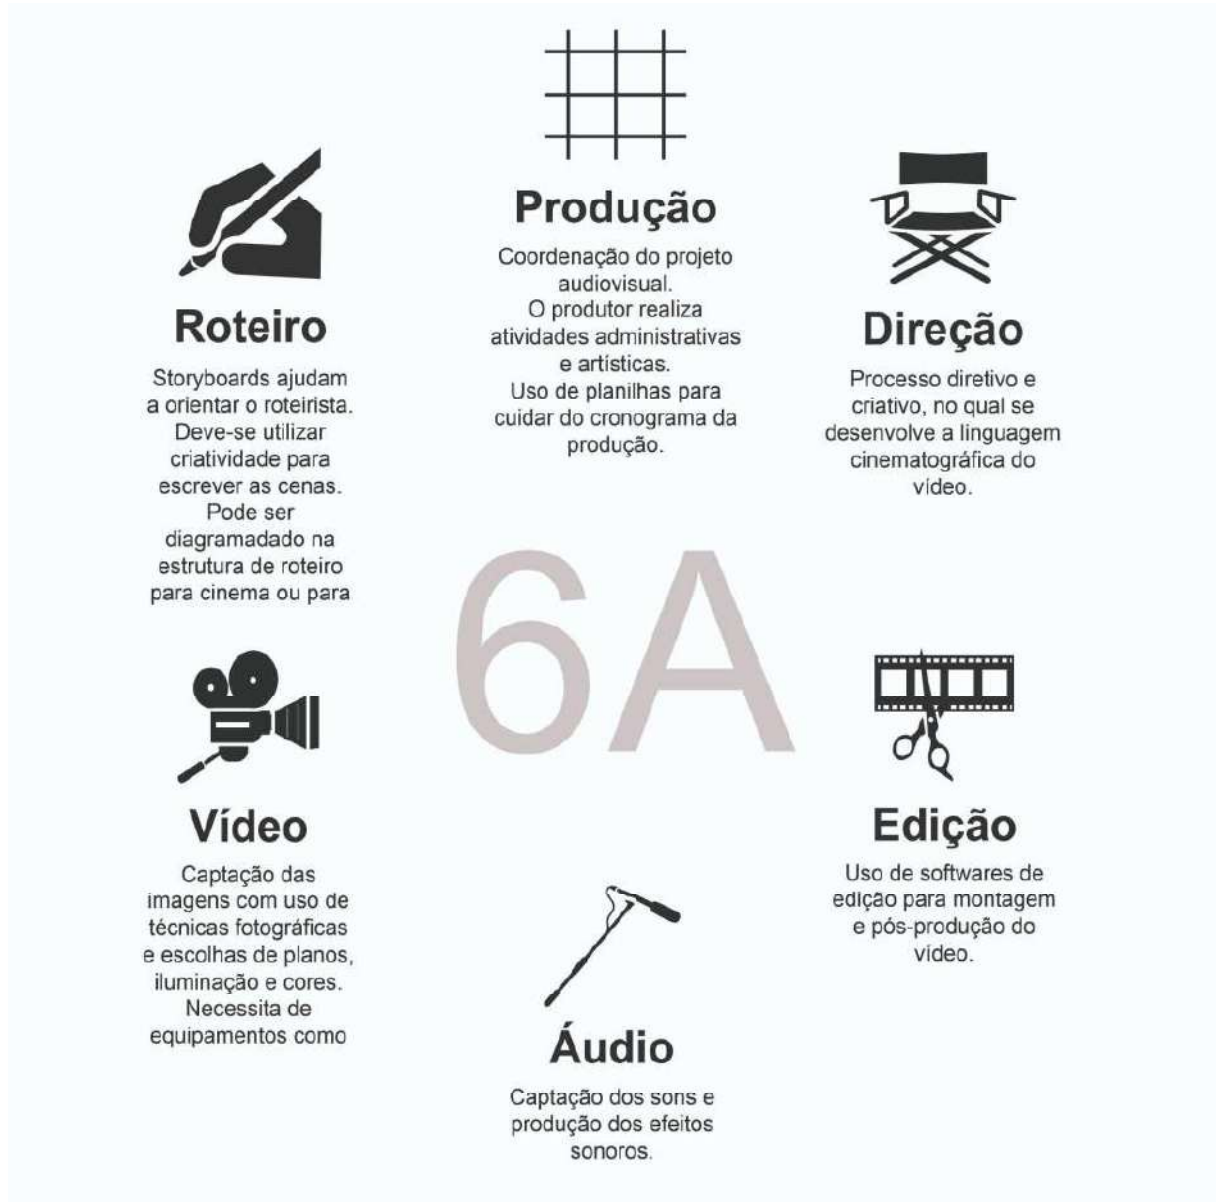 Produção
Coordenação do projeto
audiovisual.
O produtor realiza
atividades administrativas
e artísticas.
Uso de planilhas para
cuidar do cronograma da
produção.
Roteiro
Storyboards ajudam
a orientar o roteirista.
Deve-se utilizar
criatividade para
escrever as cenas.
Pode ser
diagramadado na
estrutura de roteiro
para cinema ou para
Direção
Processo diretivo e
criativo, no qual se
desenvolve a linguagem
cinematográfica do
vídeo.
6A
Vídeo
Captação das
imagens com uso de
técnicas fotográficas
e escolhas de planos,
iluminação e cores.
Necessita de
equipamentos como
Edição
Uso de softwares de
edição para montagem
e pós-produção do
vídeo.
Áudio
Captação dos sons e
produção dos efeitos
sonoros.